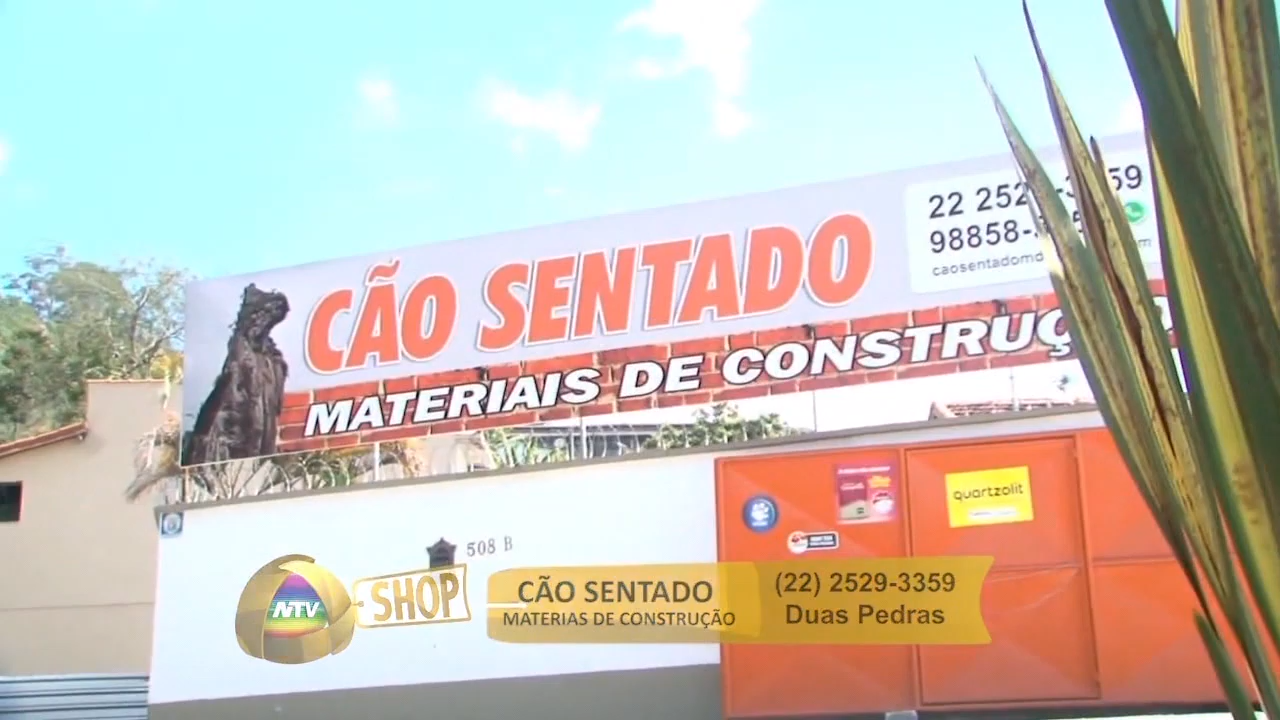 22 252
59
98858-
caosentadomd
CÃO SENTADO
MATERIAIS DE CONSTRUÇ
quartzolit
508 B
NTV
SHOP
CÃO SENTADO
MATERIAS DE CONSTRUÇÃO
(22) 2529-3359
Duas Pedras